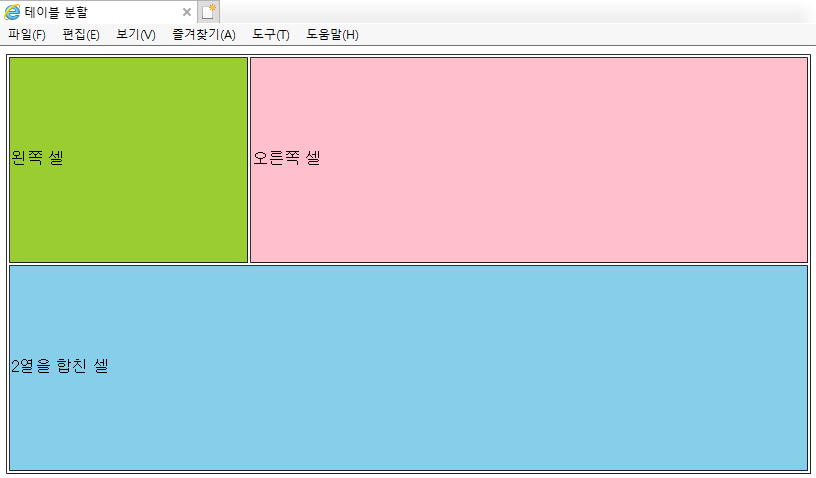 테이블 분할
파일(F) 편집(E) 보기(V) 즐겨찾기(A) 도구(T) 도움말(H)
왼쪽 셀 오른쪽 셀
2열을 합친 셀